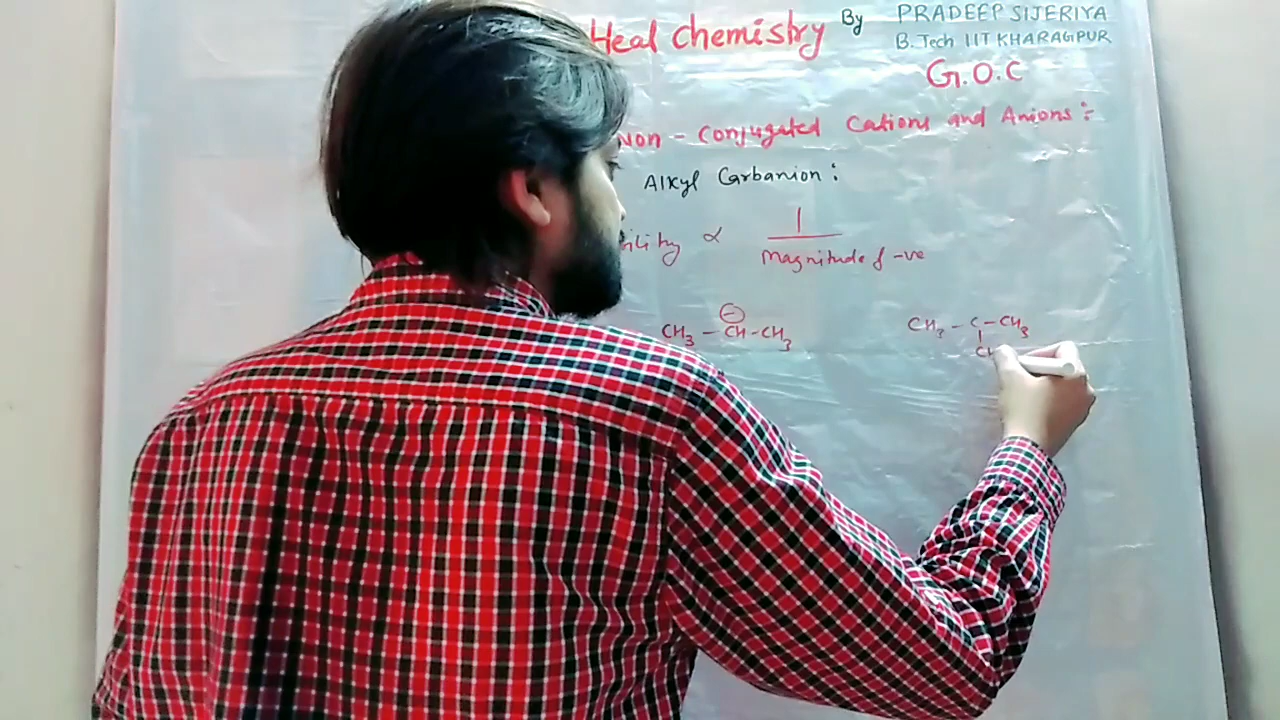 Heal Chemistry By PRADEEP SIJERIYA
B.Tech IIT KHARAGPUR
G.O.C
Non - Conjugated Cations and Anions :-
Alkyl Carbanion :
ility ∝ 1
Magnitude of -ve
⊖
CH3 - CH - CH3 CH3 - C - CH3